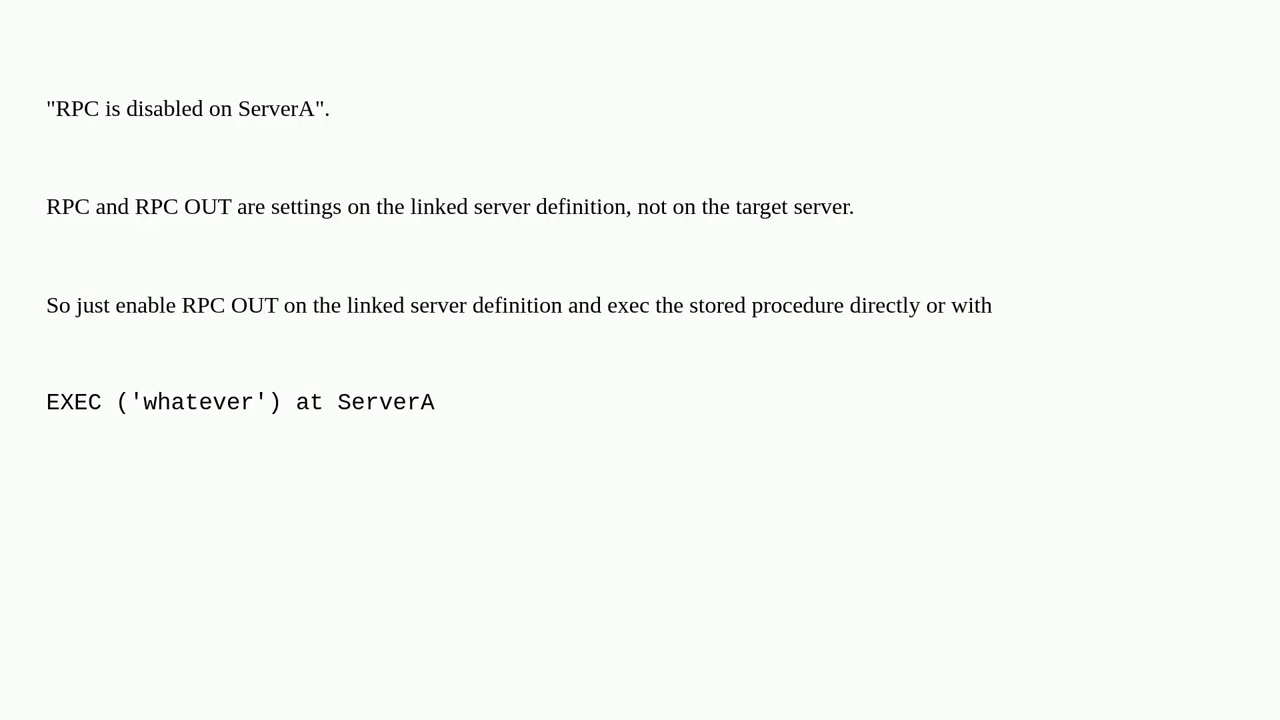 "RPC is disabled on ServerA".
RPC and RPC OUT are settings on the linked server definition, not on the target server.
So just enable RPC OUT on the linked server definition and exec the stored procedure directly or with
EXEC ('whatever') at ServerA